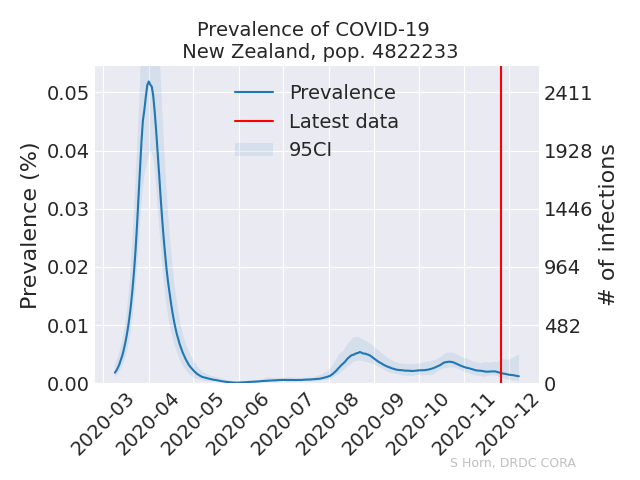 Prevalence of COVID-19
New Zealand, pop. 4822233
Prevalence
Latest data
95CI
Prevalence (%)
0.05
0.04
0.03
0.02
0.01
0.00
2411
1928
1446
964
482
0
# of infections
2020-03
2020-04
2020-05
2020-06
2020-07
2020-08
2020-09
2020-10
2020-11
2020-12
S Horn, DRDC CORA